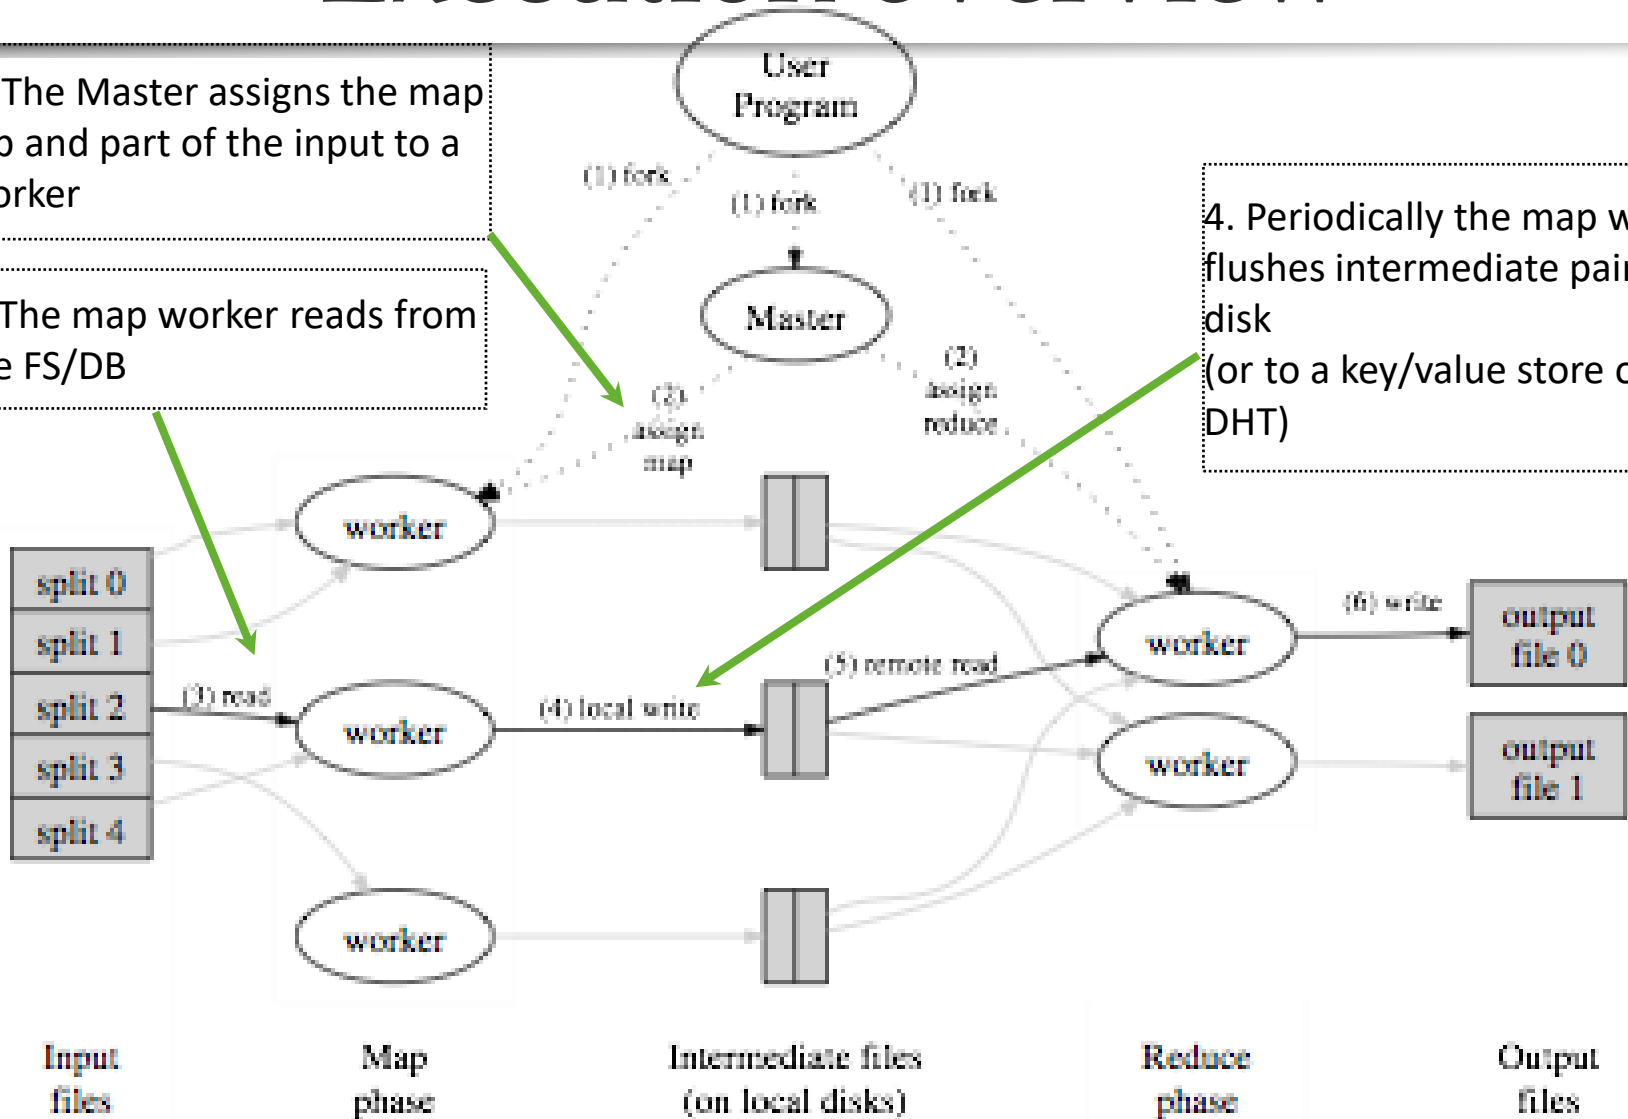 Execution overview
The Master assigns the map
and part of the input to a
The map worker reads from
FS/DB
4. Periodically the map
flushes intermediate
disk
(or to a key/value store
DHT)
User
Program
(1) fork
(1) fork
(1) fork
Master
(2)
assign
map
(2)
assign
reduce
worker
split 0
split 1
split 2
split 3
split 4
(3) read
worker
(4) local write
(5) remote read
worker
(6) write
output
file 0
worker
output
file 1
worker
Input
files
Map
phase
Intermediate files
(on local disks)
Reduce
phase
Output
files